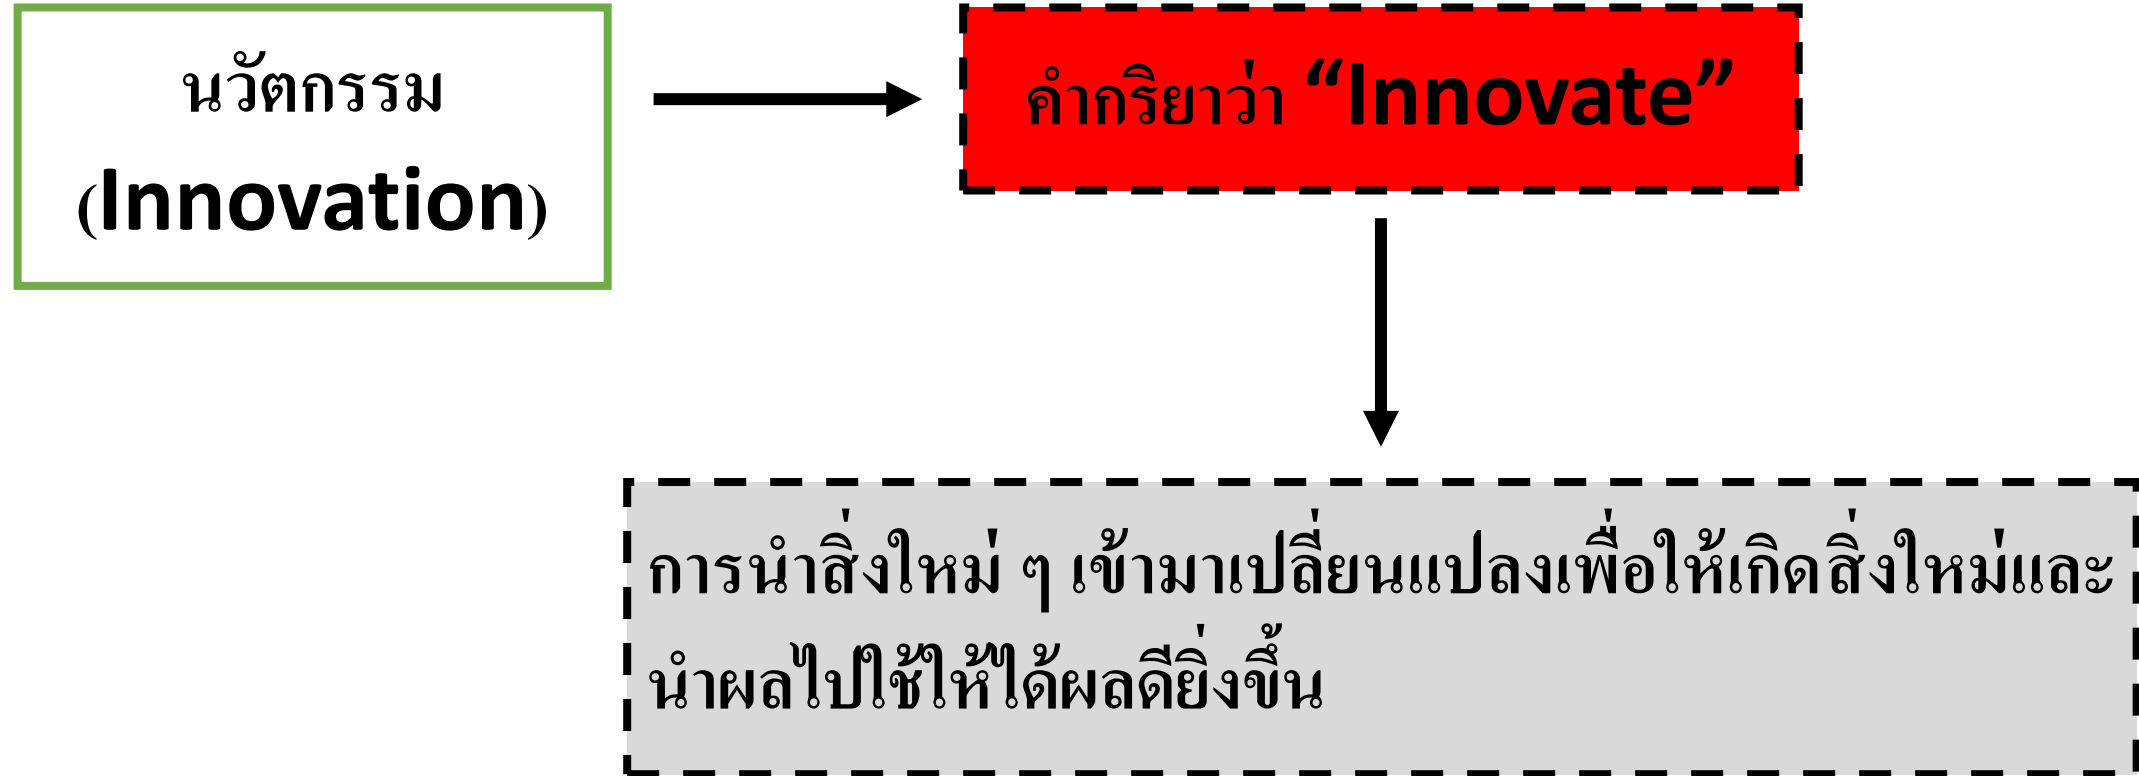 นวัตกรรม
(Innovation)
คำกริยาว่า “Innovate”
การนำสิ่งใหม่ ๆ เข้ามาเปลี่ยนแปลงเพื่อให้เกิดสิ่งใหม่และ
นำผลไปใช้ให้ได้ผลดียิ่งขึ้น